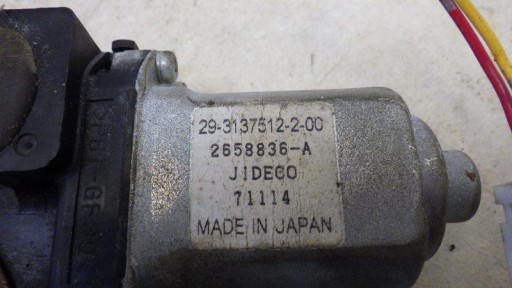 29-3137512-2-00
2658836-A
JIDECO
71114
MADE IN JAPAN